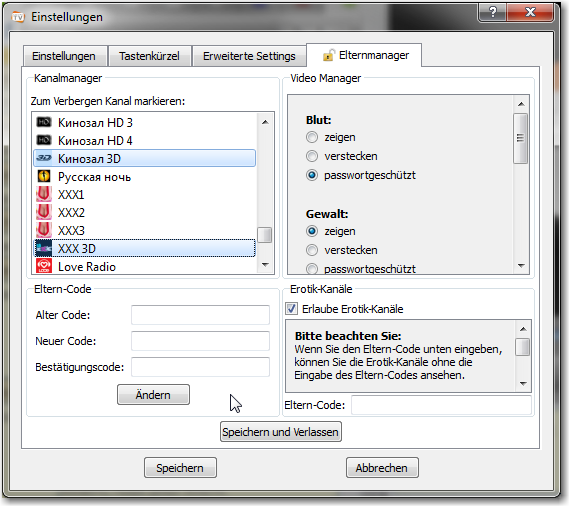 Einstellungen
Einstellungen
Tastenkürzel
Erweiterte Settings
Elternmanager
Kanalmanager
Zum Verbergen Kanal markieren:
Кинозал HD 3
Кинозал HD 4
Кинозал 3D
Русская ночь
XXX1
XXX2
XXX3
XXX 3D
Love Radio
Video Manager
Blut:
zeigen
verstecken
passwortgeschützt
Gewalt:
zeigen
verstecken
passwortgeschützt
Eltern-Code
Alter Code:
Neuer Code:
Bestätigungscode:
Ändern
Erotik-Kanäle
Erlaube Erotik-Kanäle
Bitte beachten Sie:
Wenn Sie den Eltern-Code unten eingeben,
können Sie die Erotik-Kanäle ohne die
Eingabe des Eltern-Codes ansehen.
Eltern-Code:
Speichern und Verlassen
Speichern
Abbrechen